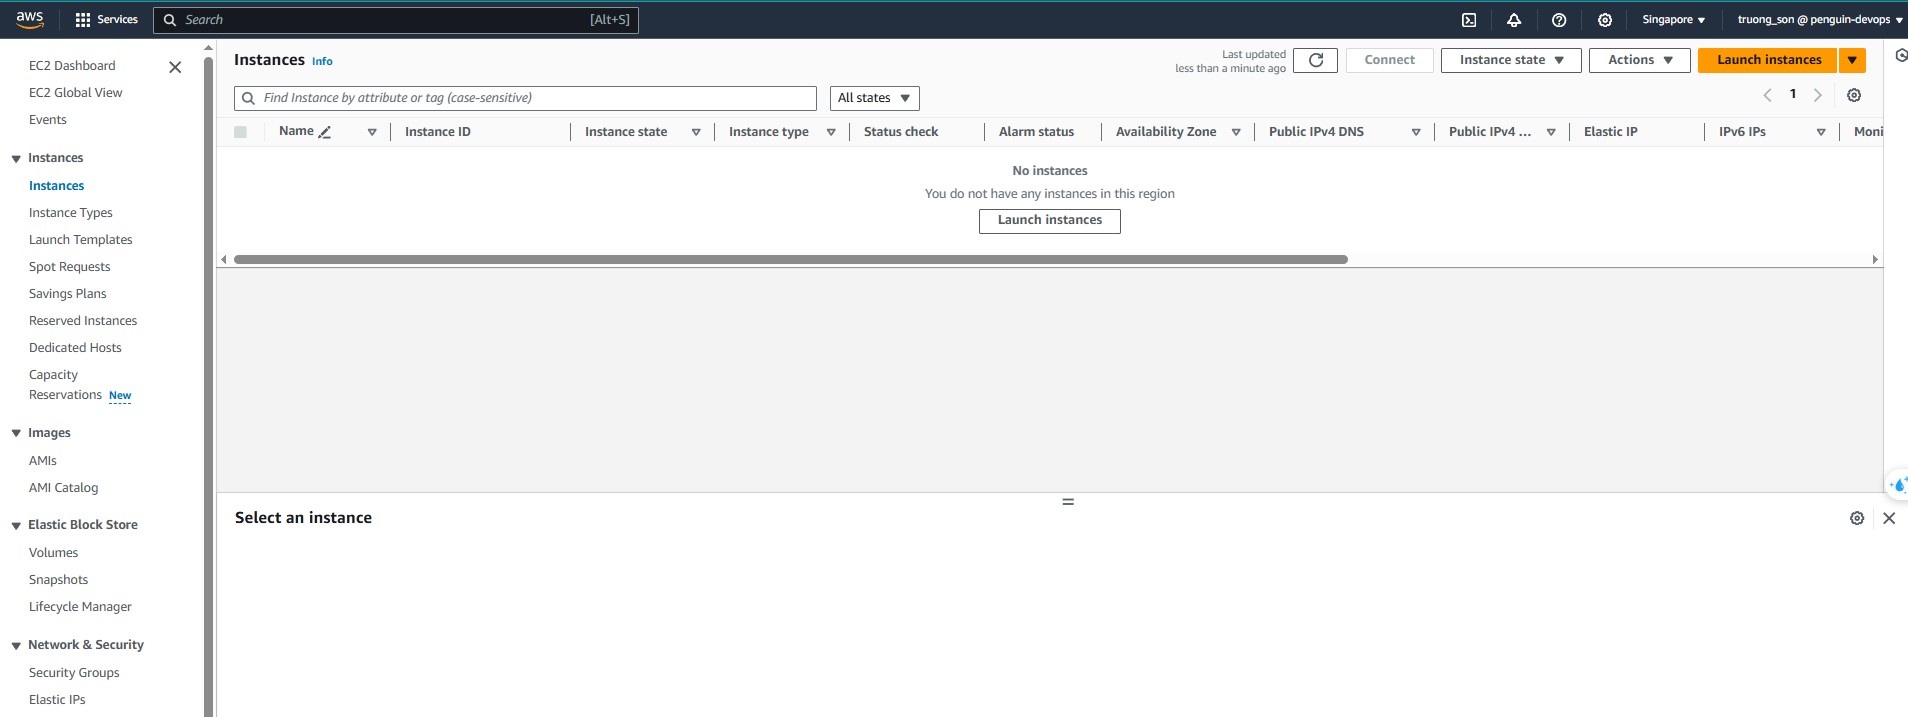 aws
Services
Search [Alt+S]
Singapore
truong_son @ penguin-devops
EC2 Dashboard
EC2 Global View
Events
Instances
Instances
Instance Types
Launch Templates
Spot Requests
Savings Plans
Reserved Instances
Dedicated Hosts
Capacity
Reservations New
Images
AMIs
AMI Catalog
Elastic Block Store
Volumes
Snapshots
Lifecycle Manager
Network & Security
Security Groups
Elastic IPs
Instances Info
Last updated
less than a minute ago
Connect
Instance state
Actions
Launch instances
Find Instance by attribute or tag (case-sensitive)
All states
1
Name Instance ID Instance state Instance type Status check Alarm status Availability Zone Public IPv4 DNS Public IPv4 ... Elastic IP IPv6 IPs Moni
No instances
You do not have any instances in this region
Launch instances
Select an instance